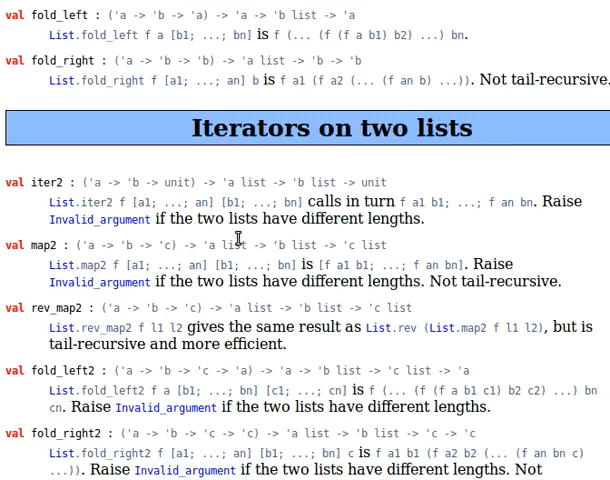 val fold_left : ('a -> 'b -> 'a) -> 'a -> 'b list -> 'a
List.fold_left f a [b1; ...; bn] is f (... (f (f a b1) b2) ...) bn.
val fold_right : ('a -> 'b -> 'b) -> 'a list -> 'b -> 'b
List.fold_right f [a1; ...; an] b is f a1 (f a2 (... (f an b) ...)). Not tail-recursive.
Iterators on two lists
val iter2 : ('a -> 'b -> unit) -> 'a list -> 'b list -> unit
List.iter2 f [a1; ...; an] [b1; ...; bn] calls in turn f a1 b1; ...; f an bn. Raise
Invalid_argument if the two lists have different lengths.
val map2 : ('a -> 'b -> 'c) -> 'a list -> 'b list -> 'c list
List.map2 f [a1; ...; an] [b1; ...; bn] is [f a1 b1; ...; f an bn]. Raise
Invalid_argument if the two lists have different lengths. Not tail-recursive.
val rev_map2 : ('a -> 'b -> 'c) -> 'a list -> 'b list -> 'c list
List.rev_map2 f l1 l2 gives the same result as List.rev (List.map2 f l1 l2), but is
tail-recursive and more efficient.
val fold_left2 : ('a -> 'b -> 'c -> 'a) -> 'a -> 'b list -> 'c list -> 'a
List.fold_left2 f a [b1; ...; bn] [c1; ...; cn] is f (... (f (f a b1 c1) b2 c2) ...) bn
cn. Raise Invalid_argument if the two lists have different lengths.
val fold_right2 : ('a -> 'b -> 'c -> 'c) -> 'a list -> 'b list -> 'c -> 'c
List.fold_right2 f [a1; ...; an] [b1; ...; bn] c is f a1 b1 (f a2 b2 (... (f an bn c)
...)). Raise Invalid_argument if the two lists have different lengths. Not